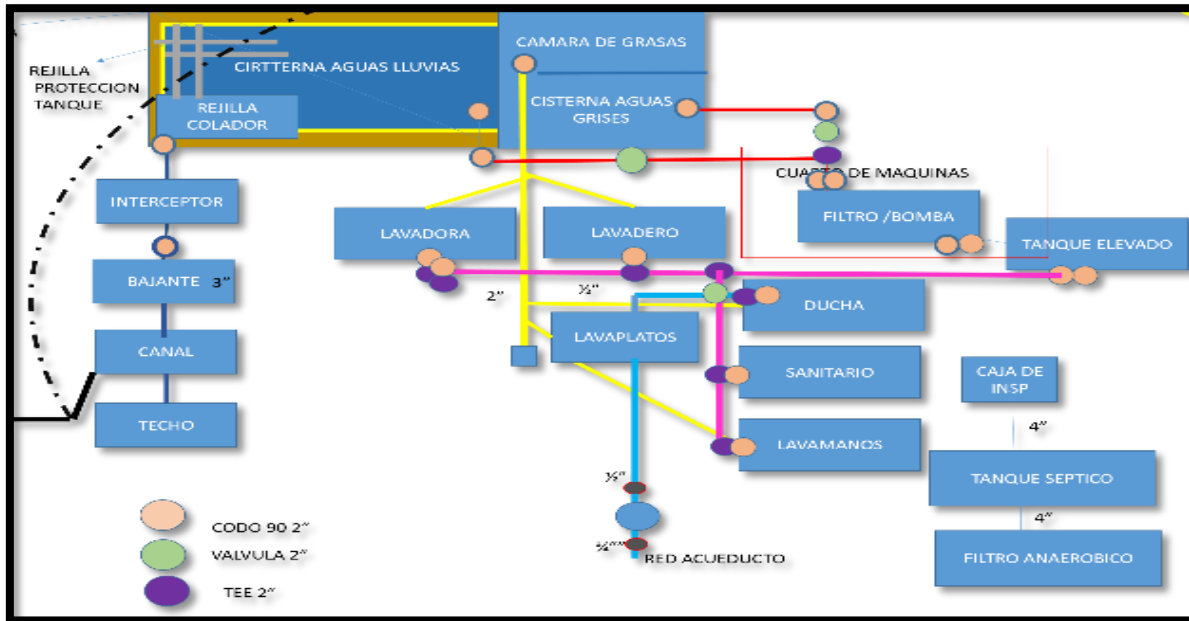 CAMARA DE GRASAS
CIRTTERNA AGUAS LLUVIAS
REJILLA
PROTECCION
TANQUE
REJILLA
COLADOR
CISTERNA AGUAS
GRISES
CUARTO DE MAQUINAS
INTERCEPTOR
LAVADORA
LAVADERO
FILTRO /BOMBA
TANQUE ELEVADO
BAJANTE 3”
2”
½”
DUCHA
LAVAPLATOS
CANAL
SANITARIO
CAJA DE
INSP
TECHO
LAVAMANOS
4”
½”
TANQUE SEPTICO
CODO 90 2”
4”
VALVULA 2”
½””
RED ACUEDUCTO
FILTRO ANAEROBICO
TEE 2”